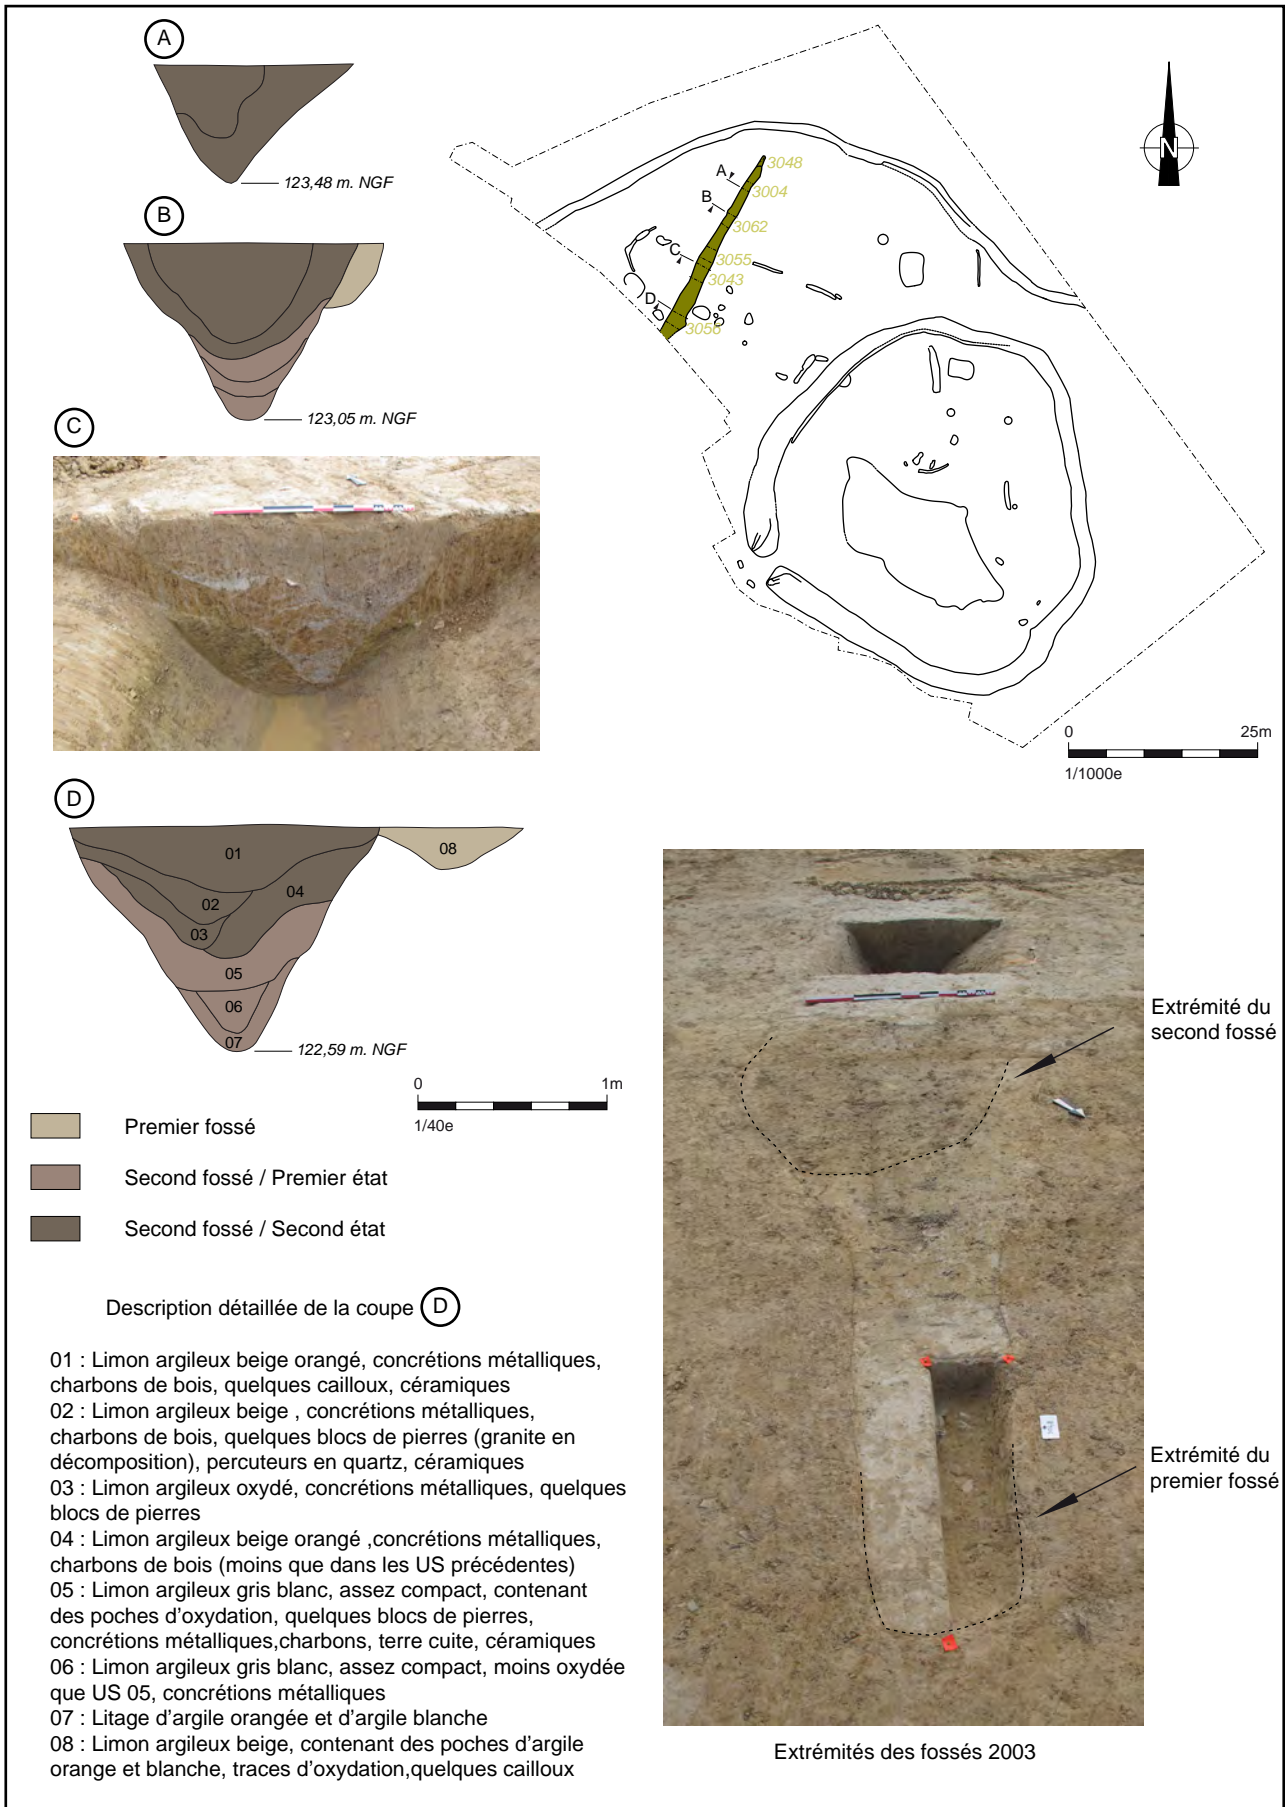 A
123,48 m. NGF
B
123,05 m. NGF
C
N
A
B
C
D
3048
3004
3062
3055
3043
3056
0 25m
1/1000e
D
01
02
03
04
05
06
07
08
122,59 m. NGF
0 1m
1/40e
Premier fossé
Second fossé / Premier état
Second fossé / Second état
Description détaillée de la coupe D
01 : Limon argileux beige orangé, concrétions métalliques,
charbons de bois, quelques cailloux, céramiques
02 : Limon argileux beige , concrétions métalliques,
charbons de bois, quelques blocs de pierres (granite en
décomposition), percuteurs en quartz, céramiques
03 : Limon argileux oxydé, concrétions métalliques, quelques
blocs de pierres
04 : Limon argileux beige orangé ,concrétions métalliques,
charbons de bois (moins que dans les US précédentes)
05 : Limon argileux gris blanc, assez compact, contenant
des poches d'oxydation, quelques blocs de pierres,
concrétions métalliques,charbons, terre cuite, céramiques
06 : Limon argileux gris blanc, assez compact, moins oxydée
que US 05, concrétions métalliques
07 : Litage d'argile orangée et d'argile blanche
08 : Limon argileux beige, contenant des poches d'argile
orange et blanche, traces d'oxydation,quelques cailloux
Extrémité du
second fossé
Extrémité du
premier fossé
Extrémités des fossés 2003